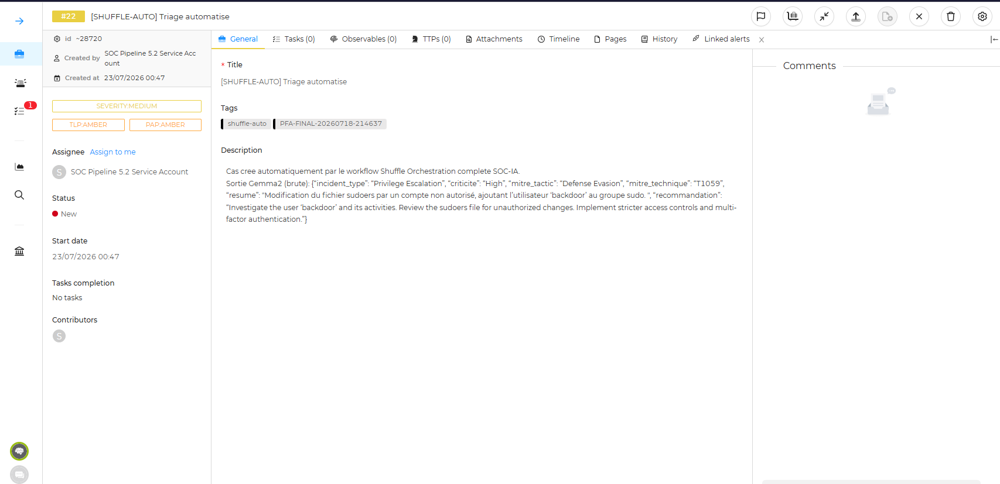 #22 [SHUFFLE-AUTO] Triage automatise
id ~28720
Created by SOC Pipeline 5.2 Service Acc
ount
Created at 23/07/2026 00:47
SEVERITY:MEDIUM
TLP:AMBER PAP:AMBER
Assignee Assign to me
S SOC Pipeline 5.2 Service Account
Status
New
Start date
23/07/2026 00:47
Tasks completion
No tasks
Contributors
S
1
General Tasks (0) Observables (0) TTPs (0) Attachments Timeline Pages History Linked alerts
* Title
[SHUFFLE-AUTO] Triage automatise
Tags
shuffle-auto PFA-FINAL-20260718-214637
Description
Cas cree automatiquement par le workflow Shuffle Orchestration complete SOC-IA.
Sortie Gemma2 (brute): {“incident_type”: “Privilege Escalation”, “criticite”: “High”, “mitre_tactic”: “Defense Evasion”, “mitre_technique”: “T1059”,
“resume”: “Modification du fichier sudoers par un compte non autorisé, ajoutant l’utilisateur ‘backdoor’ au groupe sudo. “, “recommandation”:
“Investigate the user ‘backdoor’ and its activities. Review the sudoers file for unauthorized changes. Implement stricter access controls and multi-
factor authentication.”}
Comments